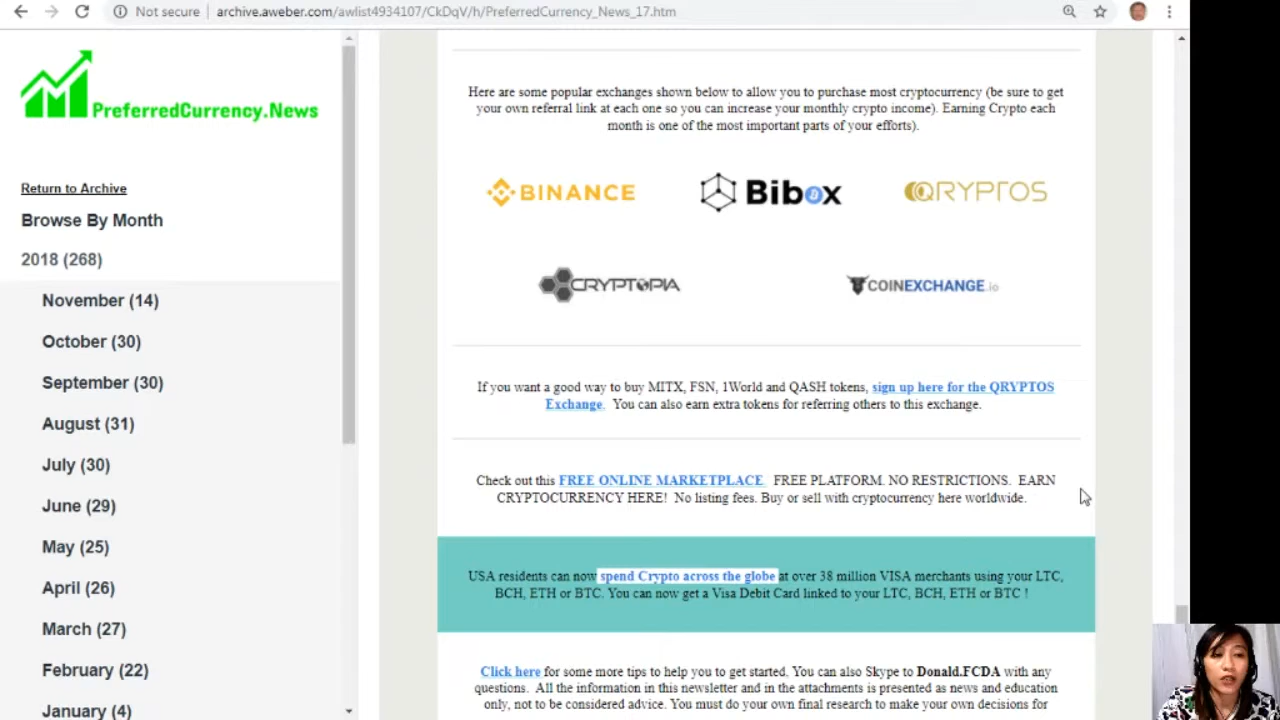 Not secure
archive.aweber.com/awlist4934107/CkDqV/h/PreferredCurrency_News_17.htm
PreferredCurrency.News
Return to Archive
Browse By Month
2018 (268)
November (14)
October (30)
September (30)
August (31)
July (30)
June (29)
May (25)
April (26)
March (27)
February (22)
January (4)
Here are some popular exchanges shown below to allow you to purchase most cryptocurrency (be sure to get
your own referral link at each one so you can increase your monthly crypto income). Earning Crypto each
month is one of the most important parts of your efforts).
BINANCE
Bibox
QRYPTOS
CRYPTOPIA
COINEXCHANGE.io
If you want a good way to buy MITX, FSN, 1World and QASH tokens, sign up here for the QRYPTOS
Exchange. You can also earn extra tokens for referring others to this exchange.
Check out this FREE ONLINE MARKETPLACE FREE PLATFORM. NO RESTRICTIONS. EARN
CRYPTOCURRENCY HERE! No listing fees. Buy or sell with cryptocurrency here worldwide.
USA residents can now spend Crypto across the globe at over 38 million VISA merchants using your LTC,
BCH, ETH or BTC. You can now get a Visa Debit Card linked to your LTC, BCH, ETH or BTC !
Click here for some more tips to help you to get started. You can also Skype to Donald.FCDA with any
questions. All the information in this newsletter and in the attachments is presented as news and education
only, not to be considered advice. You must do your own final research to make your own decisions for